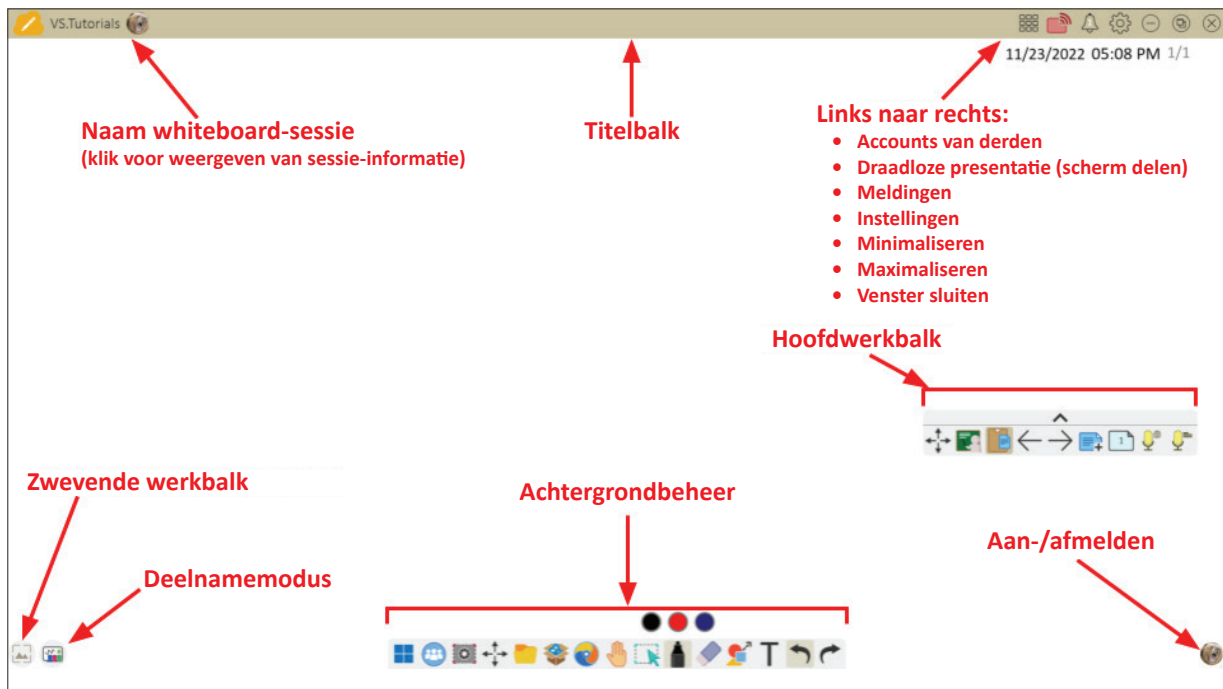 VS.Tutorials
11/23/2022 05:08 PM 1/1
Naam whiteboard-sessie
(klik voor weergeven van sessie-informatie)
Titelbalk
Links naar rechts:
• Accounts van derden
• Draadloze presentatie (scherm delen)
• Meldingen
• Instellingen
• Minimaliseren
• Maximaliseren
• Venster sluiten
Hoofdwerkbalk
1
Zwevende werkbalk
Achtergrondbeheer
Aan-/afmelden
Deelnamemodus
T